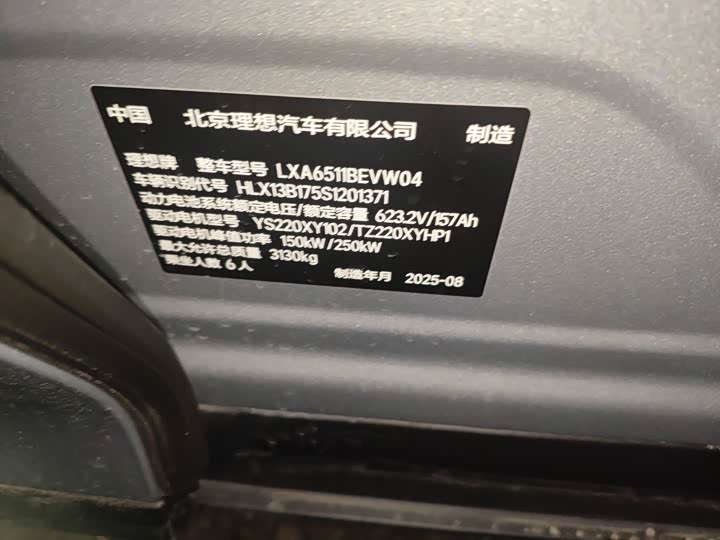 中国 北京理想汽车有限公司 制造
理想牌 整车型号 LXA6511BEVW04
车辆识别代号 HLX13B175S1201371
动力电池系统额定电压/额定容量 623.2V/157Ah
驱动电机型号 YS220XY102/TZ220XYHP1
驱动电机峰值功率 150kW/250kW
最大允许总质量 3130kg
乘坐人数 6人 制造年月 2025-08